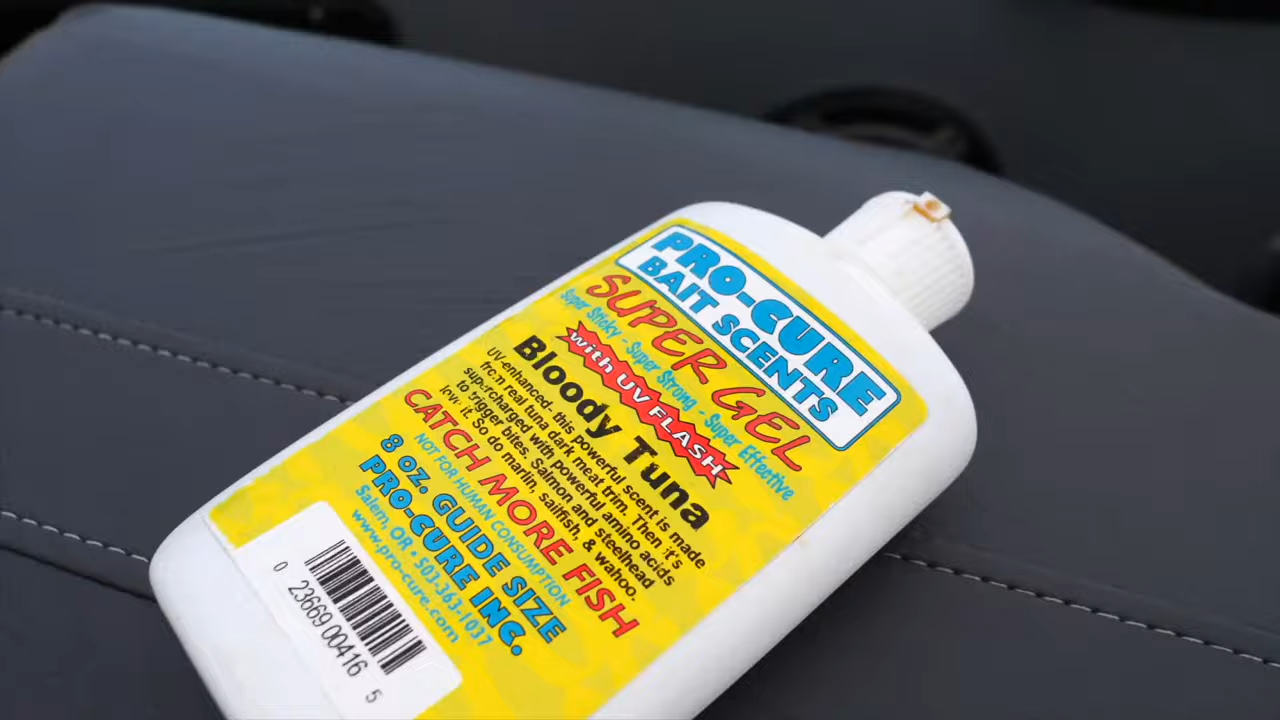 PRO-CURE
BAIT SCENTS
SUPER GEL
Super Sticky - Super Strong - Super Effective
with UV FLASH
Bloody Tuna
UV-enhanced- this powerful scent is made
from real tuna dark meat trim. Then it's
supercharged with powerful amino acids
to trigger bites. Salmon and steelhead
love it. So do marlin, sailfish, & wahoo.
CATCH MORE FISH
NOT FOR HUMAN CONSUMPTION
8 OZ. GUIDE SIZE
PRO-CURE INC.
Salem, OR • 503-363-1037
www.pro-cure.com
0 23669 00416 5